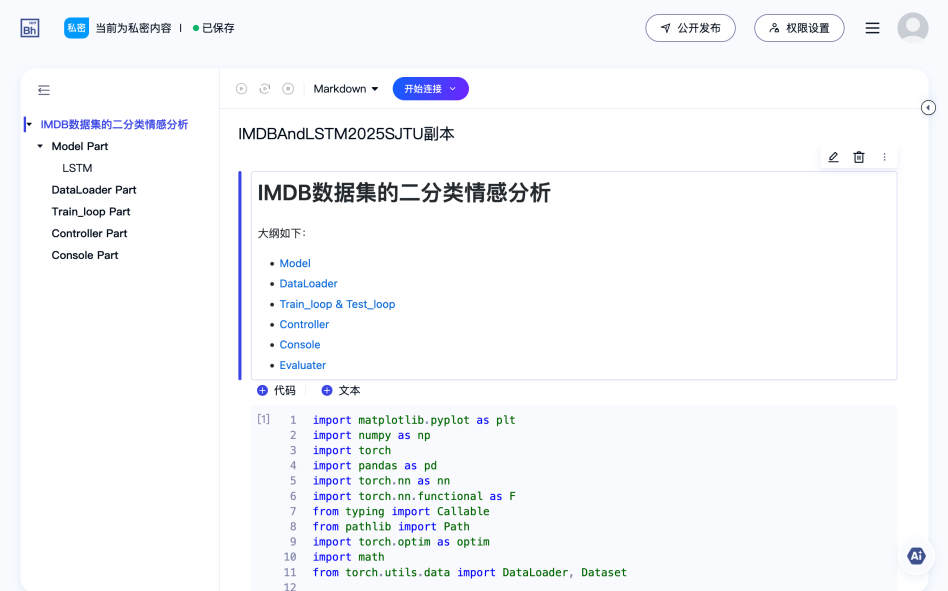 Bh
私密 当前为私密内容 | 已保存
公开发布
权限设置
IMDB数据集的二分类情感分析
Model Part
LSTM
DataLoader Part
Train_loop Part
Controller Part
Console Part
Markdown
开始连接
IMDBAndLSTM2025SJTU副本
IMDB数据集的二分类情感分析
大纲如下：
Model
DataLoader
Train_loop & Test_loop
Controller
Console
Evaluater
代码 文本
[1] 1 import matplotlib.pyplot as plt
2 import numpy as np
3 import torch
4 import pandas as pd
5 import torch.nn as nn
6 import torch.nn.functional as F
7 from typing import Callable
8 from pathlib import Path
9 import torch.optim as optim
10 import math
11 from torch.utils.data import DataLoader, Dataset
12
Ai